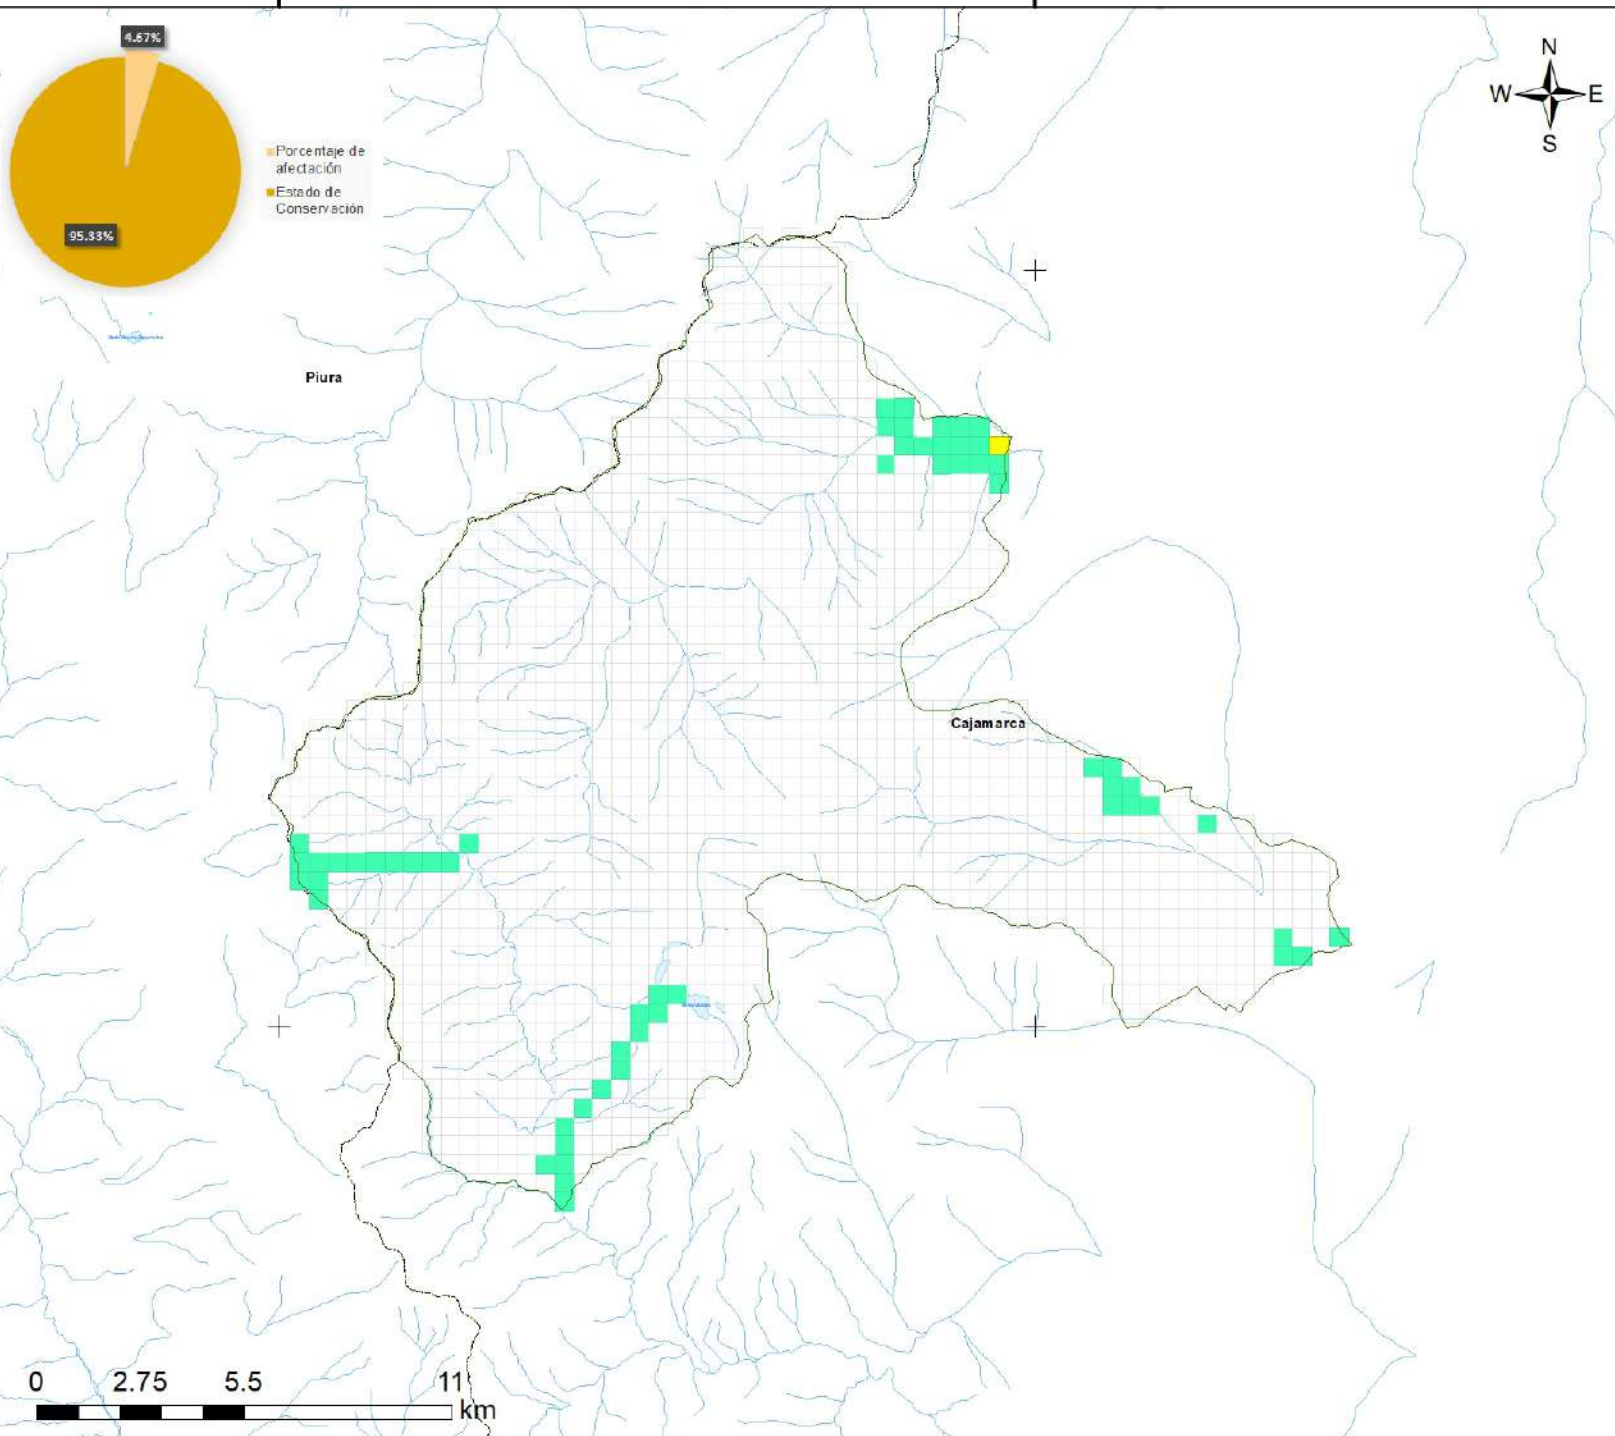 4.67%
Porcentaje de
afectación
Estado de
Conservación
95.33%
N
W E
S
Piura
Cajamarca
0 2.75 5.5 11
km